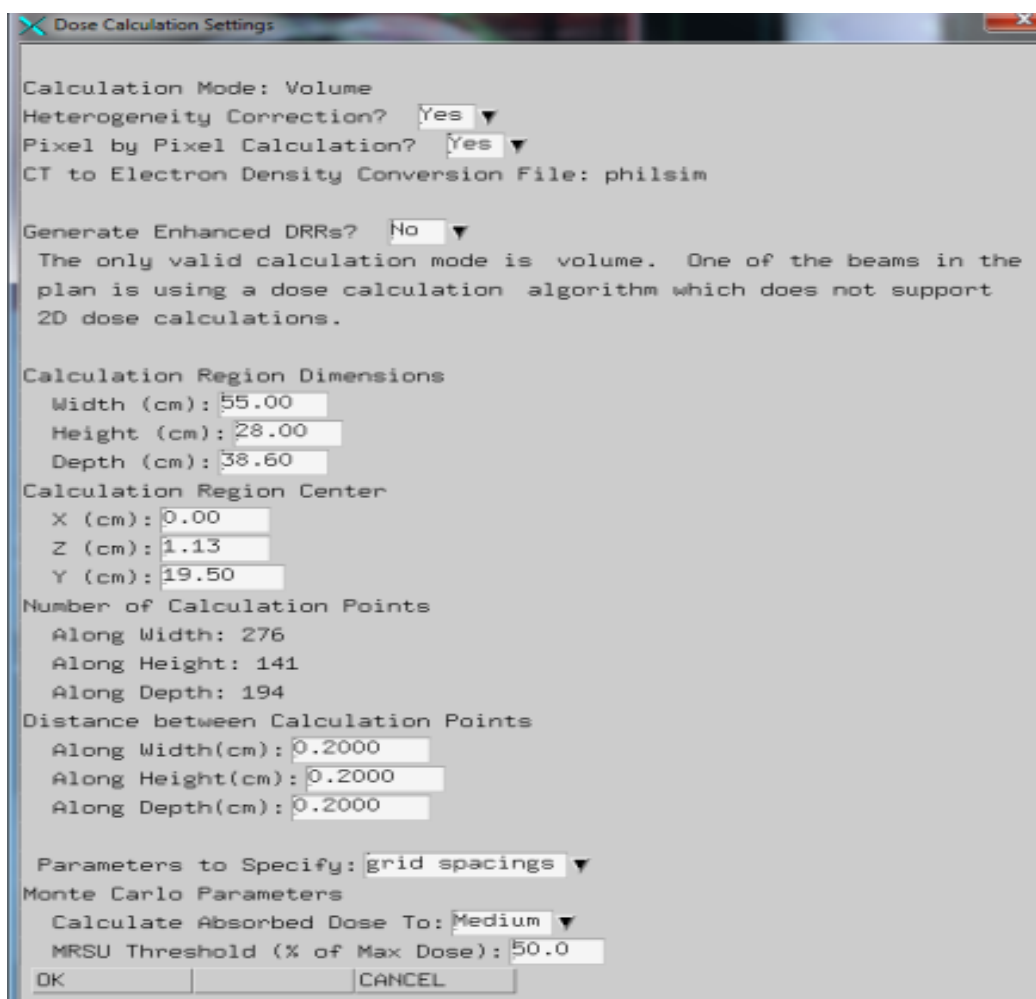 Dose Calculation Settings
Calculation Mode: Volume
Heterogeneity Correction? Yes
Pixel by Pixel Calculation? Yes
CT to Electron Density Conversion File: philsim
Generate Enhanced DRRs? No
The only valid calculation mode is volume. One of the beams in the
plan is using a dose calculation algorithm which does not support
2D dose calculations.
Calculation Region Dimensions
Width (cm): 55.00
Height (cm): 28.00
Depth (cm): 38.60
Calculation Region Center
X (cm): 0.00
Z (cm): 1.13
Y (cm): 19.50
Number of Calculation Points
Along Width: 276
Along Height: 141
Along Depth: 194
Distance between Calculation Points
Along Width(cm): 0.2000
Along Height(cm): 0.2000
Along Depth(cm): 0.2000
Parameters to Specify: grid spacings
Monte Carlo Parameters
Calculate Absorbed Dose To: Medium
MRSU Threshold (% of Max Dose): 50.0
OK CANCEL